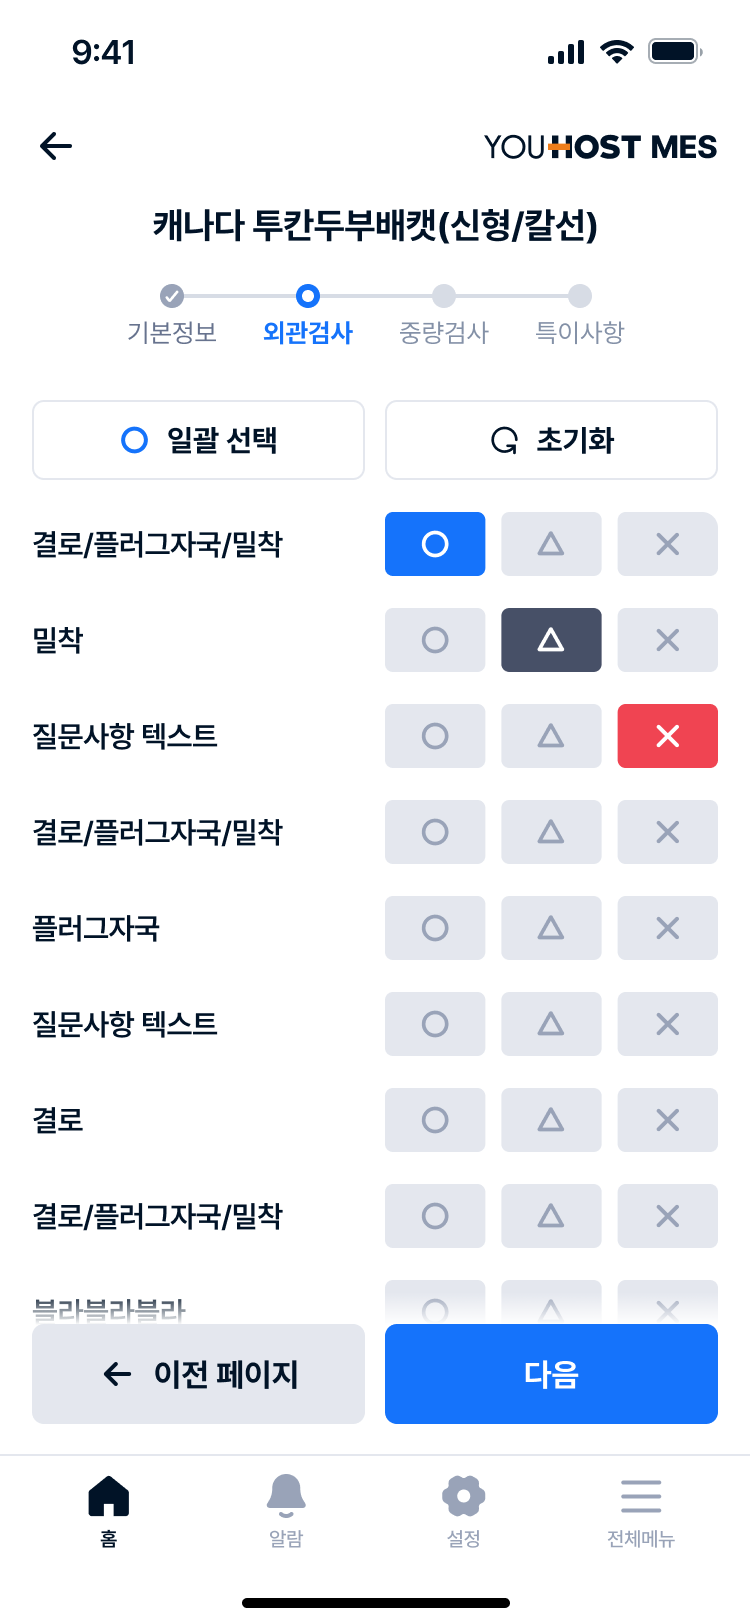 9:41
YOUHOST MES
캐나다 투칸두부배캣(신형/칼선)
기본정보 외관검사 중량검사 특이사항
일괄 선택 초기화
결로/플러그자국/밀착
밀착
질문사항 텍스트
결로/플러그자국/밀착
플러그자국
질문사항 텍스트
결로
결로/플러그자국/밀착
블라블라블라
이전 페이지 다음
홈 알람 설정 전체메뉴